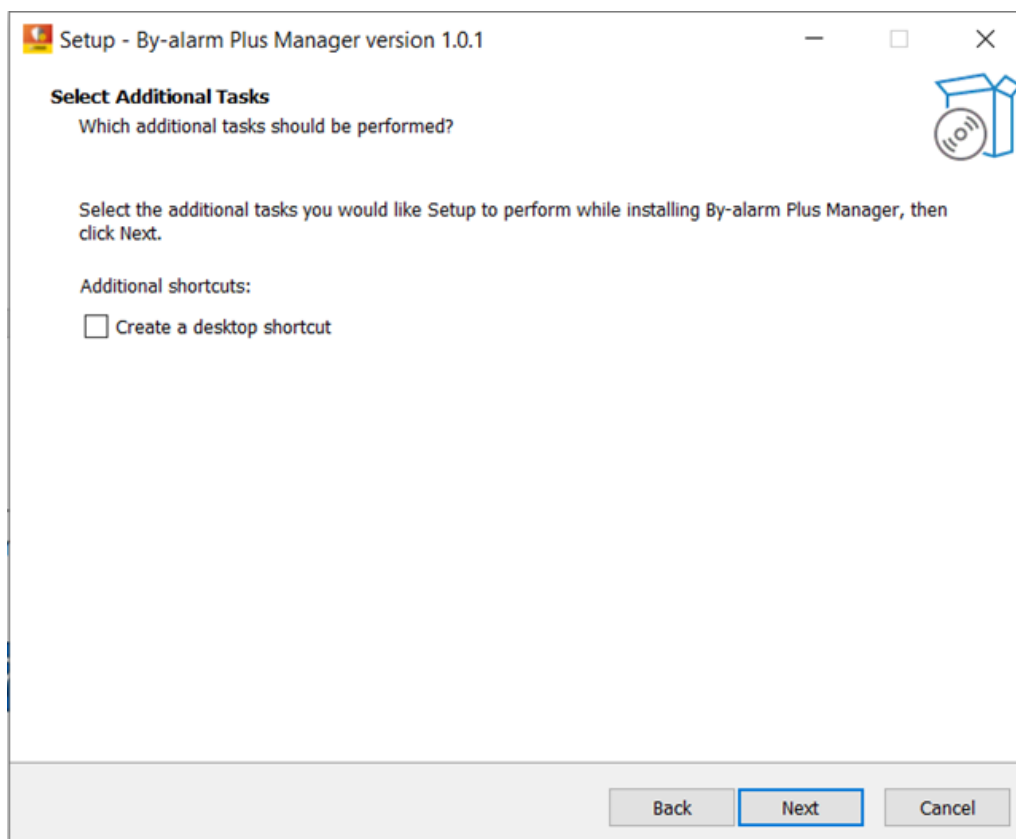 Setup - By-alarm Plus Manager version 1.0.1
Select Additional Tasks
Which additional tasks should be performed?
Select the additional tasks you would like Setup to perform while installing By-alarm Plus Manager, then
click Next.
Additional shortcuts:
Create a desktop shortcut
Back
Next
Cancel